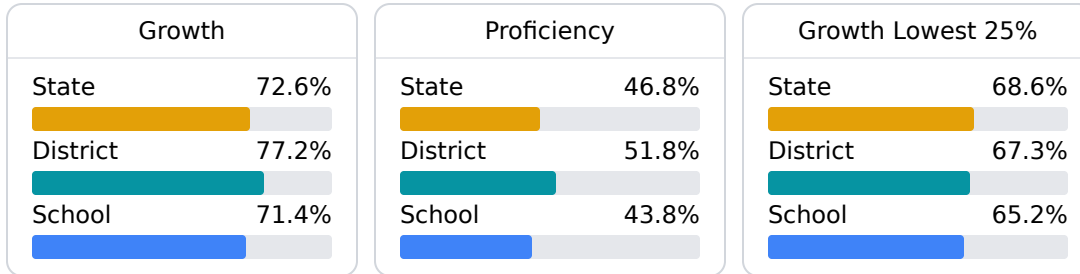 Growth
State 72.6%
District 77.2%
School 71.4%
Proficiency
State 46.8%
District 51.8%
School 43.8%
Growth Lowest 25%
State 68.6%
District 67.3%
School 65.2%